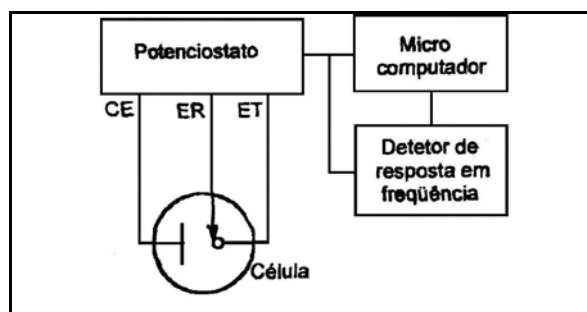 Potenciostato
Micro
computador
CE
ER
ET
Detetor de
resposta em
freqüência
Célula